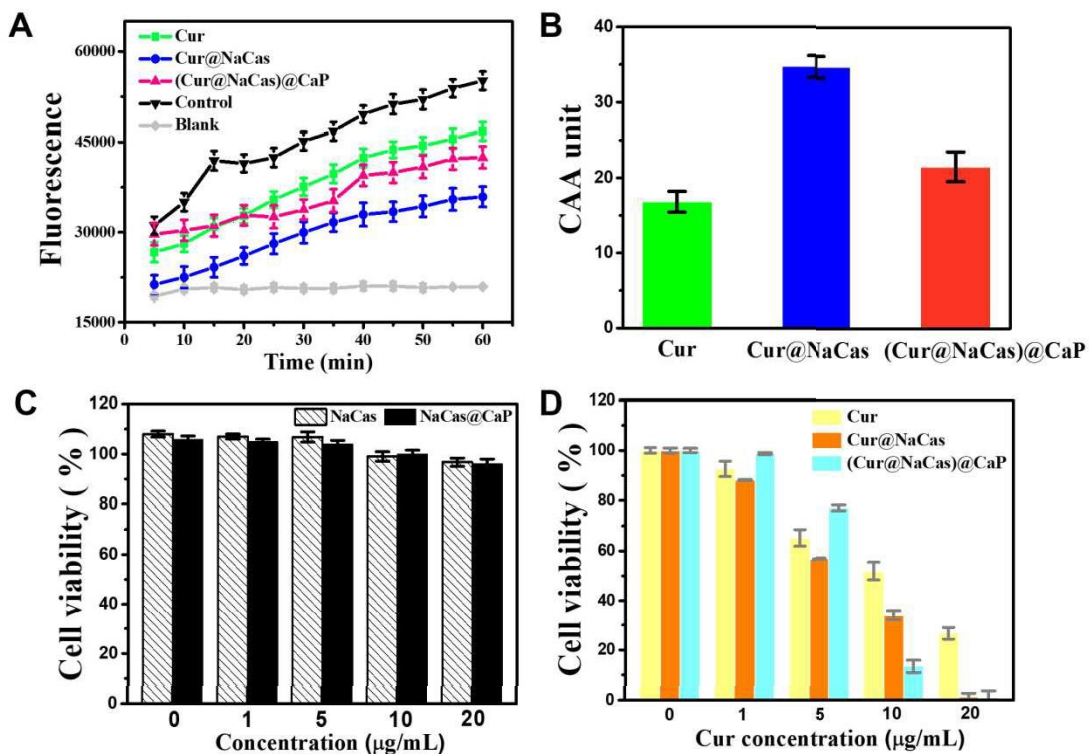 A
Fluorescence
60000
45000
30000
15000
Cur
Cur@NaCas
(Cur@NaCas)@CaP
Control
Blank
0 10 20 30 40 50 60
Time (min)
B
CAA unit
40
30
20
10
0
Cur Cur@NaCas (Cur@NaCas)@CaP
C
Cell viability ( % )
120
100
80
60
40
20
0
NaCas NaCas@CaP
0 1 5 10 20
Concentration (μg/mL)
D
Cell viability ( % )
120
100
80
60
40
20
0
Cur
Cur@NaCas
(Cur@NaCas)@CaP
0 1 5 10 20
Cur concentration (μg/mL)